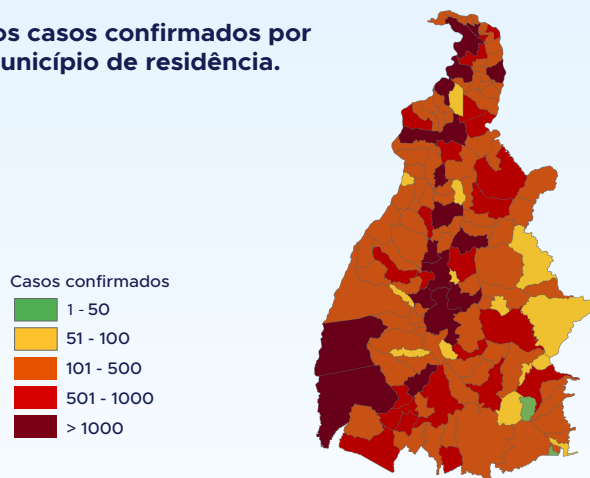 os casos confirmados por
unicípio de residência.
Casos confirmados
1 - 50
51 - 100
101 - 500
501 - 1000
> 1000